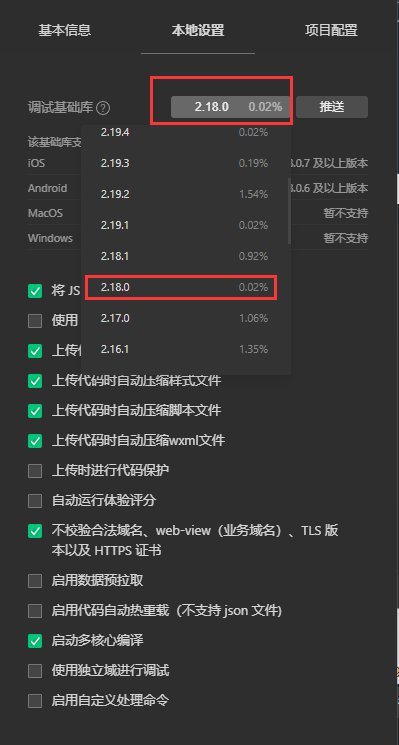 基本信息 本地设置 项目配置
调试基础库 ? 2.18.0 0.02% 推送
2.19.4 0.02%
该基础库支
iOS 2.19.3 0.19% 3.0.7 及以上版本
Android 2.19.2 1.54% 3.0.6 及以上版本
MacOS 2.19.1 0.02% 暂不支持
Windows 2.18.1 0.92% 暂不支持
将 JS 2.18.0 0.02%
使用 2.17.0 1.06%
上传 2.16.1 1.35%
上传代码时自动压缩样式文件
上传代码时自动压缩脚本文件
上传代码时自动压缩wxml文件
上传时进行代码保护
自动运行体验评分
不校验合法域名、web-view（业务域名）、TLS 版
本以及 HTTPS 证书
启用数据预拉取
启用代码自动热重载（不支持 json 文件)
启动多核心编译
使用独立域进行调试
启用自定义处理命令